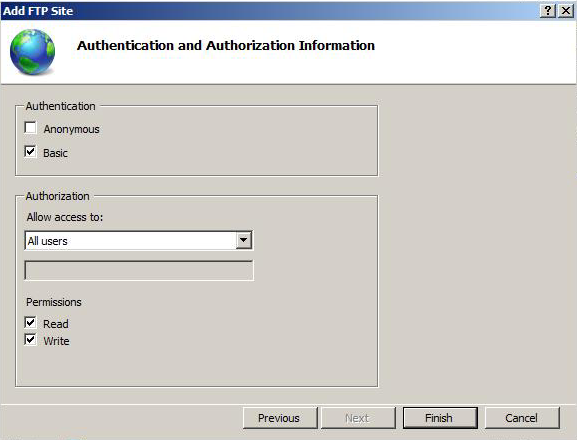 Add FTP Site
Authentication and Authorization Information
Authentication
Anonymous
Basic
Authorization
Allow access to:
All users
Permissions
Read
Write
Previous Next Finish Cancel